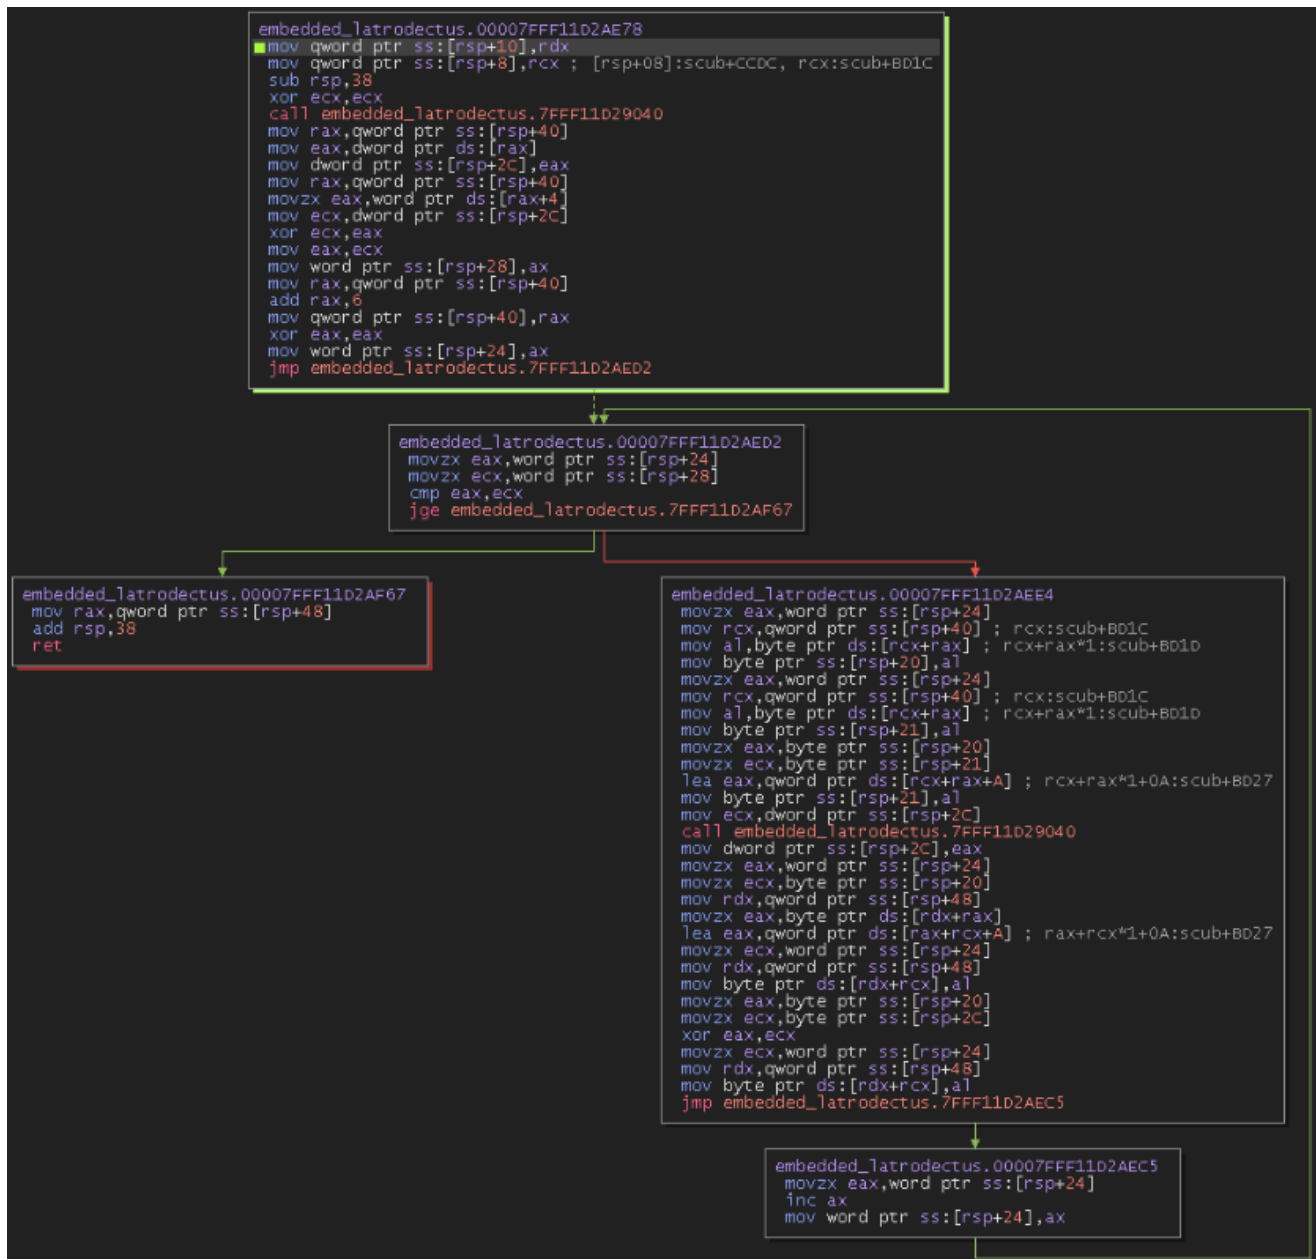 embedded_latrodectus.00007FFF11D2AE78
mov qword ptr ss:[rsp+10],rdx
mov qword ptr ss:[rsp+8],rcx ; [rsp+08]:scub+CCDC, rcx:scub+BD1C
sub rsp,38
xor ecx,ecx
call embedded_latrodectus.7FFF11D29040
mov rax,qword ptr ss:[rsp+40]
mov eax,dword ptr ds:[rax]
mov dword ptr ss:[rsp+2C],eax
mov rax,qword ptr ss:[rsp+40]
movzx eax,word ptr ds:[rax+4]
mov ecx,dword ptr ss:[rsp+2C]
xor ecx,eax
mov eax,ecx
mov word ptr ss:[rsp+28],ax
mov rax,qword ptr ss:[rsp+40]
add rax,6
mov qword ptr ss:[rsp+40],rax
xor eax,eax
mov word ptr ss:[rsp+24],ax
jmp embedded_latrodectus.7FFF11D2AED2
embedded_latrodectus.00007FFF11D2AED2
movzx eax,word ptr ss:[rsp+24]
movzx ecx,word ptr ss:[rsp+28]
cmp eax,ecx
jge embedded_latrodectus.7FFF11D2AF67
embedded_latrodectus.00007FFF11D2AF67
mov rax,qword ptr ss:[rsp+48]
add rsp,38
ret
embedded_latrodectus.00007FFF11D2AEE4
movzx eax,word ptr ss:[rsp+24]
mov rcx,qword ptr ss:[rsp+40] ; rcx:scub+BD1C
mov al,byte ptr ds:[rcx+rax] ; rcx+rax*1:scub+BD1D
mov byte ptr ss:[rsp+20],al
movzx eax,word ptr ss:[rsp+24]
mov rcx,qword ptr ss:[rsp+40] ; rcx:scub+BD1C
mov al,byte ptr ds:[rcx+rax] ; rcx+rax*1:scub+BD1D
mov byte ptr ss:[rsp+21],al
movzx eax,byte ptr ss:[rsp+20]
movzx ecx,byte ptr ss:[rsp+21]
lea eax,qword ptr ds:[rcx+rax+A] ; rcx+rax*1+0A:scub+BD27
mov byte ptr ss:[rsp+21],al
mov ecx,dword ptr ss:[rsp+2C]
call embedded_latrodectus.7FFF11D29040
mov dword ptr ss:[rsp+2C],eax
movzx eax,word ptr ss:[rsp+24]
movzx ecx,byte ptr ss:[rsp+20]
mov rdx,qword ptr ss:[rsp+48]
movzx eax,byte ptr ds:[rdx+rax]
lea eax,qword ptr ds:[rax+rcx+A] ; rax+rcx*1+0A:scub+BD27
movzx ecx,word ptr ss:[rsp+24]
mov rdx,qword ptr ss:[rsp+48]
mov byte ptr ds:[rdx+rcx],al
movzx eax,byte ptr ss:[rsp+20]
movzx ecx,byte ptr ss:[rsp+2C]
xor eax,ecx
movzx ecx,word ptr ss:[rsp+24]
mov rdx,qword ptr ss:[rsp+48]
mov byte ptr ds:[rdx+rcx],al
jmp embedded_latrodectus.7FFF11D2AEC5
embedded_latrodectus.00007FFF11D2AEC5
movzx eax,word ptr ss:[rsp+24]
inc ax
mov word ptr ss:[rsp+24],ax